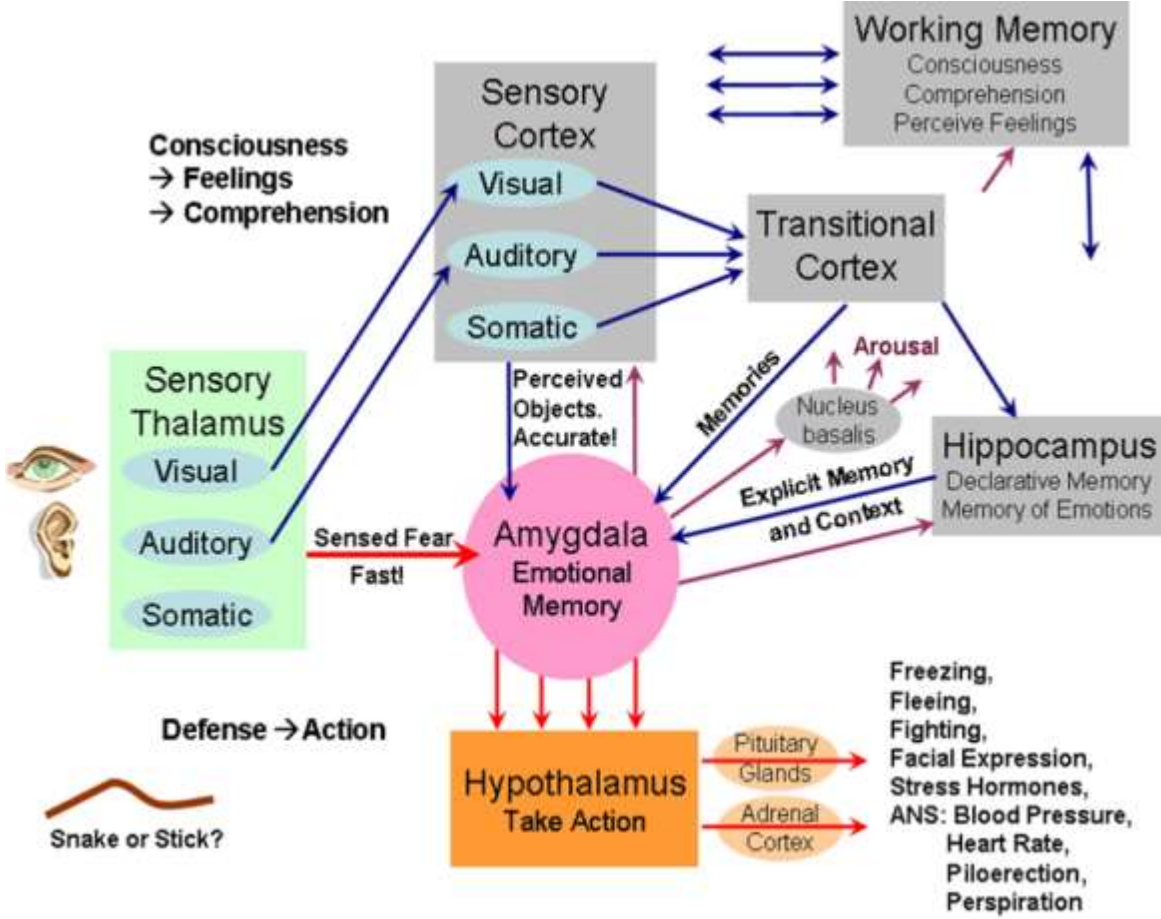 Working Memory
Consciousness
Comprehension
Perceive Feelings
Sensory
Cortex
Visual
Auditory
Somatic
Consciousness
→ Feelings
→ Comprehension
Transitional
Cortex
Sensory
Thalamus
Visual
Auditory
Somatic
Perceived
Objects.
Accurate!
Memories
Arousal
Nucleus
basalis
Hippocampus
Declarative Memory
Memory of Emotions
Explicit Memory
and Context
Sensed Fear
Fast!
Amygdala
Emotional
Memory
Defense → Action
Snake or Stick?
Hypothalamus
Take Action
Pituitary
Glands
Adrenal
Cortex
Freezing,
Fleeing,
Fighting,
Facial Expression,
Stress Hormones,
ANS: Blood Pressure,
Heart Rate,
Piloerection,
Perspiration